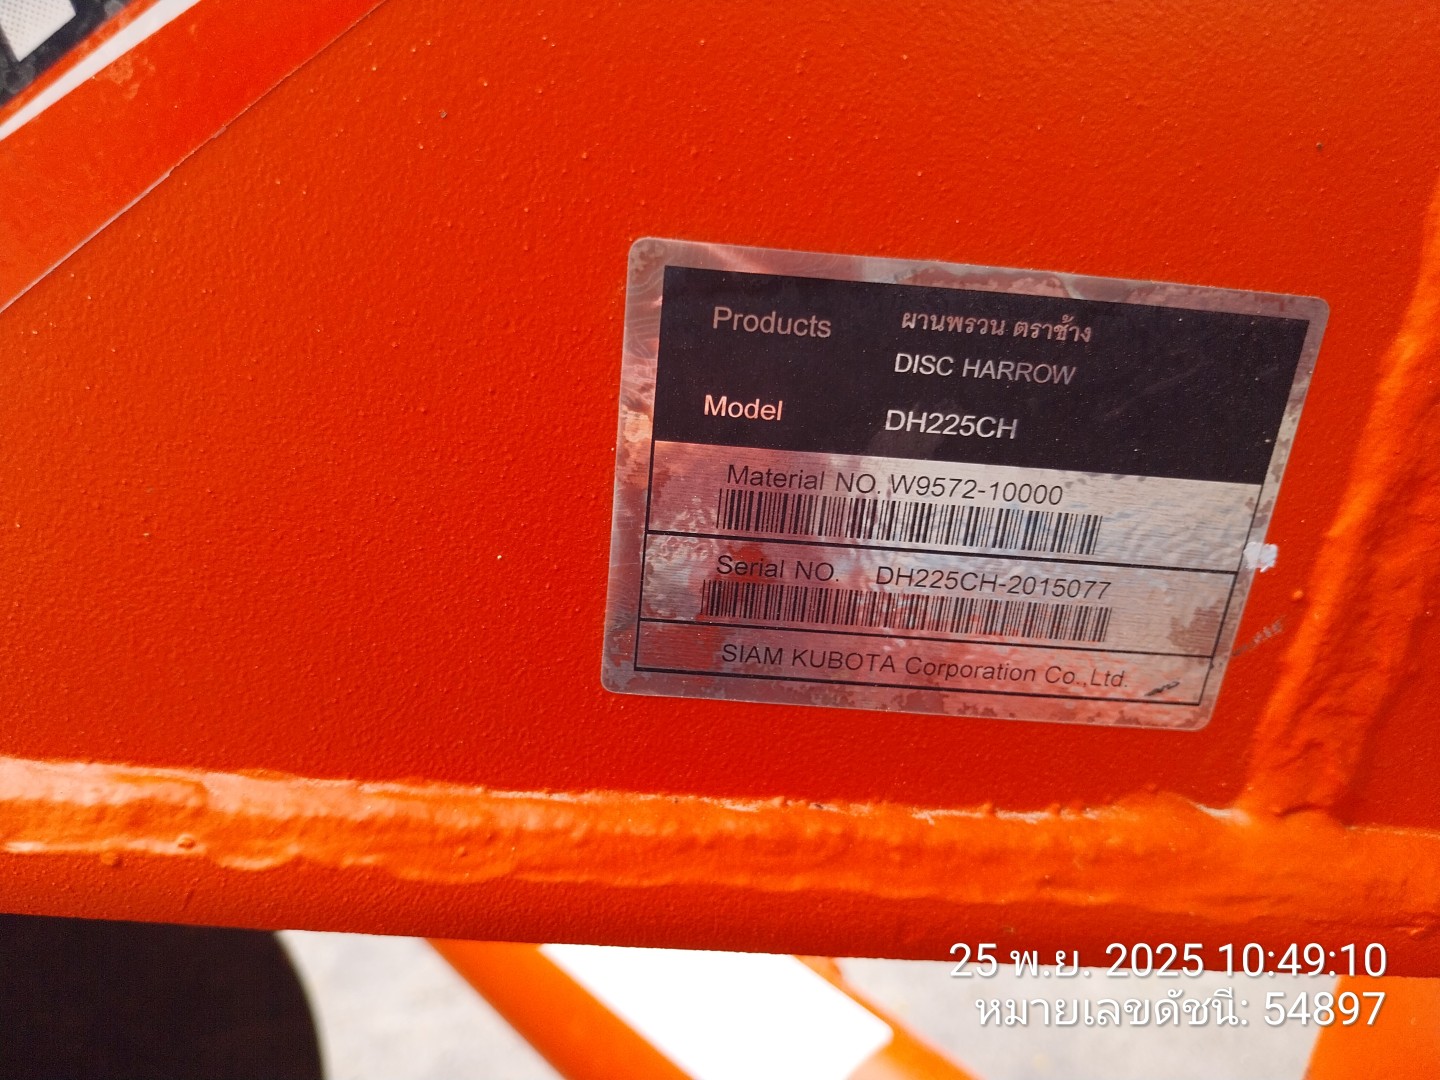 Products ผานพรวน ตราช้าง
DISC HARROW
Model DH225CH
Material NO. W9572-10000
Serial NO. DH225CH-2015077
SIAM KUBOTA Corporation Co.,Ltd.
25 พ.ย. 2025 10:49:10
หมายเลขดัชนี: 54897